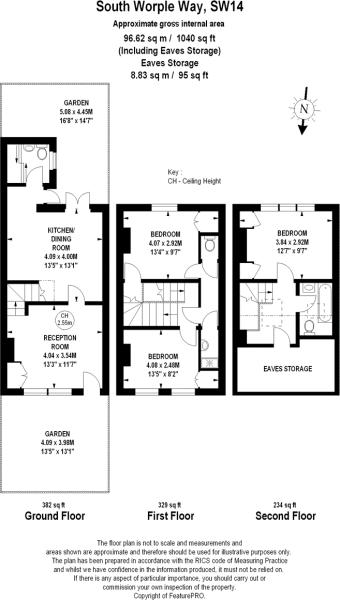 South Worple Way, SW14
Approximate gross internal area
96.62 sq m / 1040 sq ft
(Including Eaves Storage)
Eaves Storage
8.83 sq m / 95 sq ft
GARDEN
5.08 x 4.45M
16'8" x 14'7"
N
Key :
CH - Ceiling Height
KITCHEN/
DINING
ROOM
4.09 x 4.00M
13'5" x 13'1"
BEDROOM
4.07 x 2.92M
13'4" x 9'7"
BEDROOM
3.84 x 2.92M
12'7" x 9'7"
CH
2.55m
RECEPTION
ROOM
4.04 x 3.54M
13'3" x 11'7"
BEDROOM
4.08 x 2.48M
13'5" x 8'2"
EAVES STORAGE
GARDEN
4.09 x 3.98M
13'5" x 13'1"
382 sq ft
Ground Floor
329 sq ft
First Floor
234 sq ft
Second Floor
The floor plan is not to scale and measurements and
areas shown are approximate and therefore should be used for illustrative purposes only.
The plan has been prepared in accordance with the RICS code of Measuring Practice
and whilst we have confidence in the information produced, it must not be relied on.
If there is any aspect of particular importance, you should carry out or
commission your own inspection of the property.
Copyright of FeaturePRO.